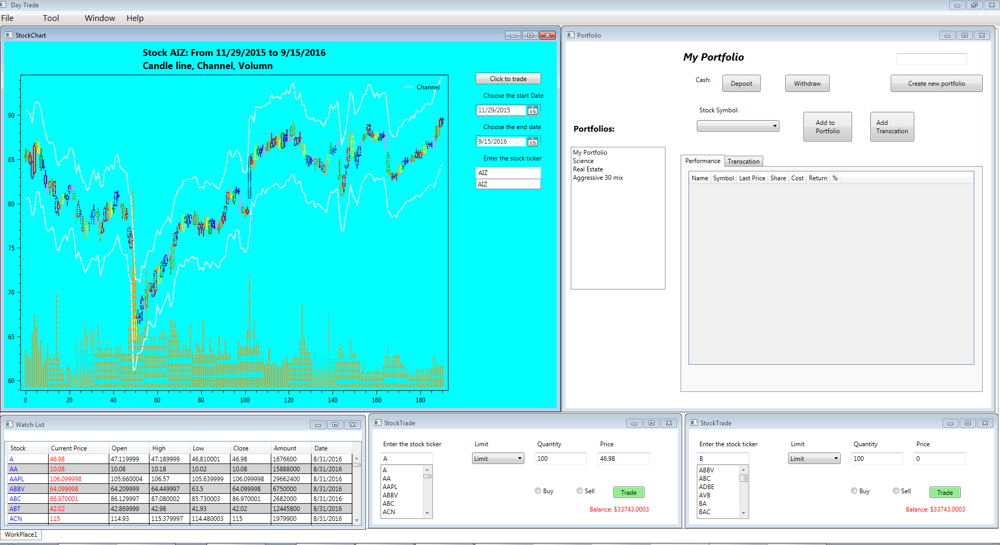 Day Trade
File Tool Window Help
StockChart
Stock AIZ: From 11/29/2015 to 9/15/2016
Candle line, Channel, Volumn
Channel
90
85
80
75
70
65
60
0 20 40 60 80 100 120 140 160 180
Click to trade
Choose the start Date
11/29/2015 15
Choose the end date
9/15/2016 15
Enter the stock ticker
AIZ
AIZ
Portfolio
My Portfolio
Cash: Deposit Withdraw Create new portfolio
Stock Symbol:
Add to
Portfolio
Add
Transcation
Portfolios:
My Portfolio
Science
Real Estate
Aggressive 30 mix
Performance Transcation
Name Symbol Last Price Share Cost Return %
Watch List
Stock Current Price Open High Low Close Amount Date
A 46.98 47.119999 47.189999 46.810001 46.98 1676600 8/31/2016
AA 10.08 10.08 10.18 10.02 10.08 15888000 8/31/2016
AAPL 106.099998 105.660004 106.57 105.639999 106.099998 29662400 8/31/2016
ABBV 64.099998 64.209999 64.449997 63.5 64.099998 6750000 8/31/2016
ABC 86.970001 86.129997 87.080002 85.730003 86.970001 2682000 8/31/2016
ABT 42.02 42.869999 42.98 41.93 42.02 12445800 8/31/2016
ACN 115 114.93 115.379997 114.480003 115 1979900 8/31/2016
StockTrade
Enter the stock ticker Limit Quantity Price
A Limit 100 46.98
A
AA
AAPL
ABBV
ABC
ACN
Buy Sell Trade
Balance: $33743.0003
StockTrade
Enter the stock ticker Limit Quantity Price
B Limit 100 0
ABBV
ABC
ADBE
AVB
BA
BAC
Buy Sell Trade
Balance: $33743.0003
WorkPlace1